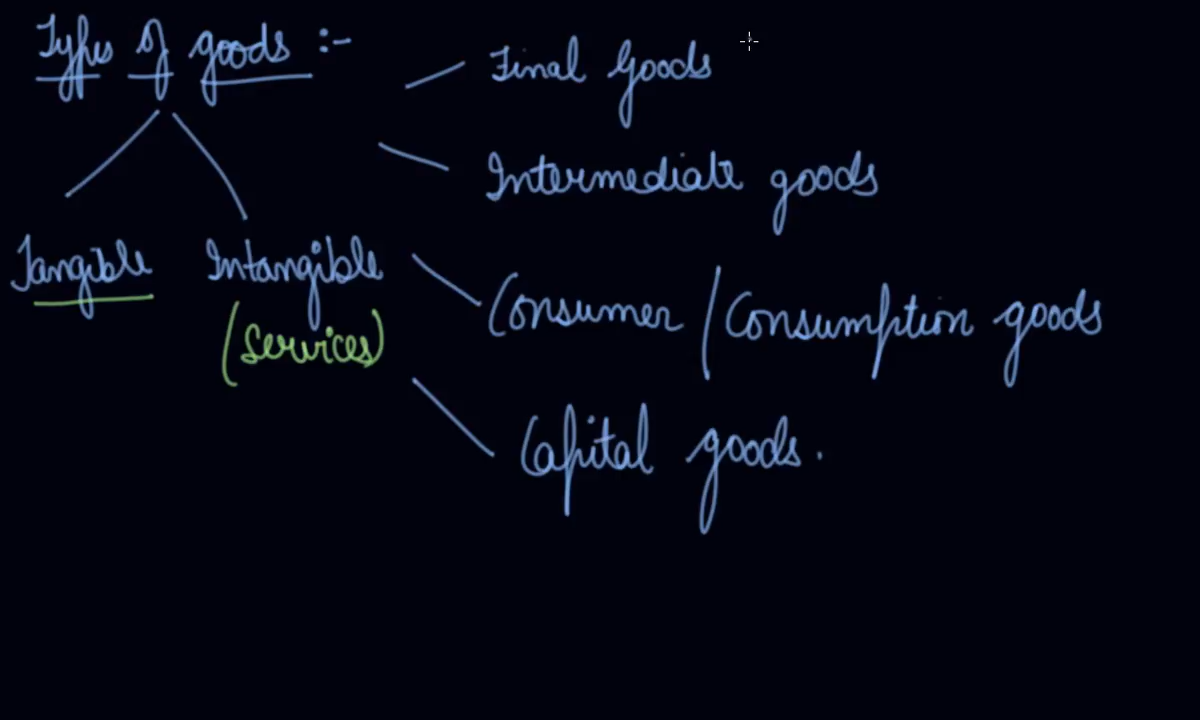 Types of goods :-
Final Goods
Intermediate goods
Tangible Intangible
(Services)
Consumer / Consumption goods
Capital goods.